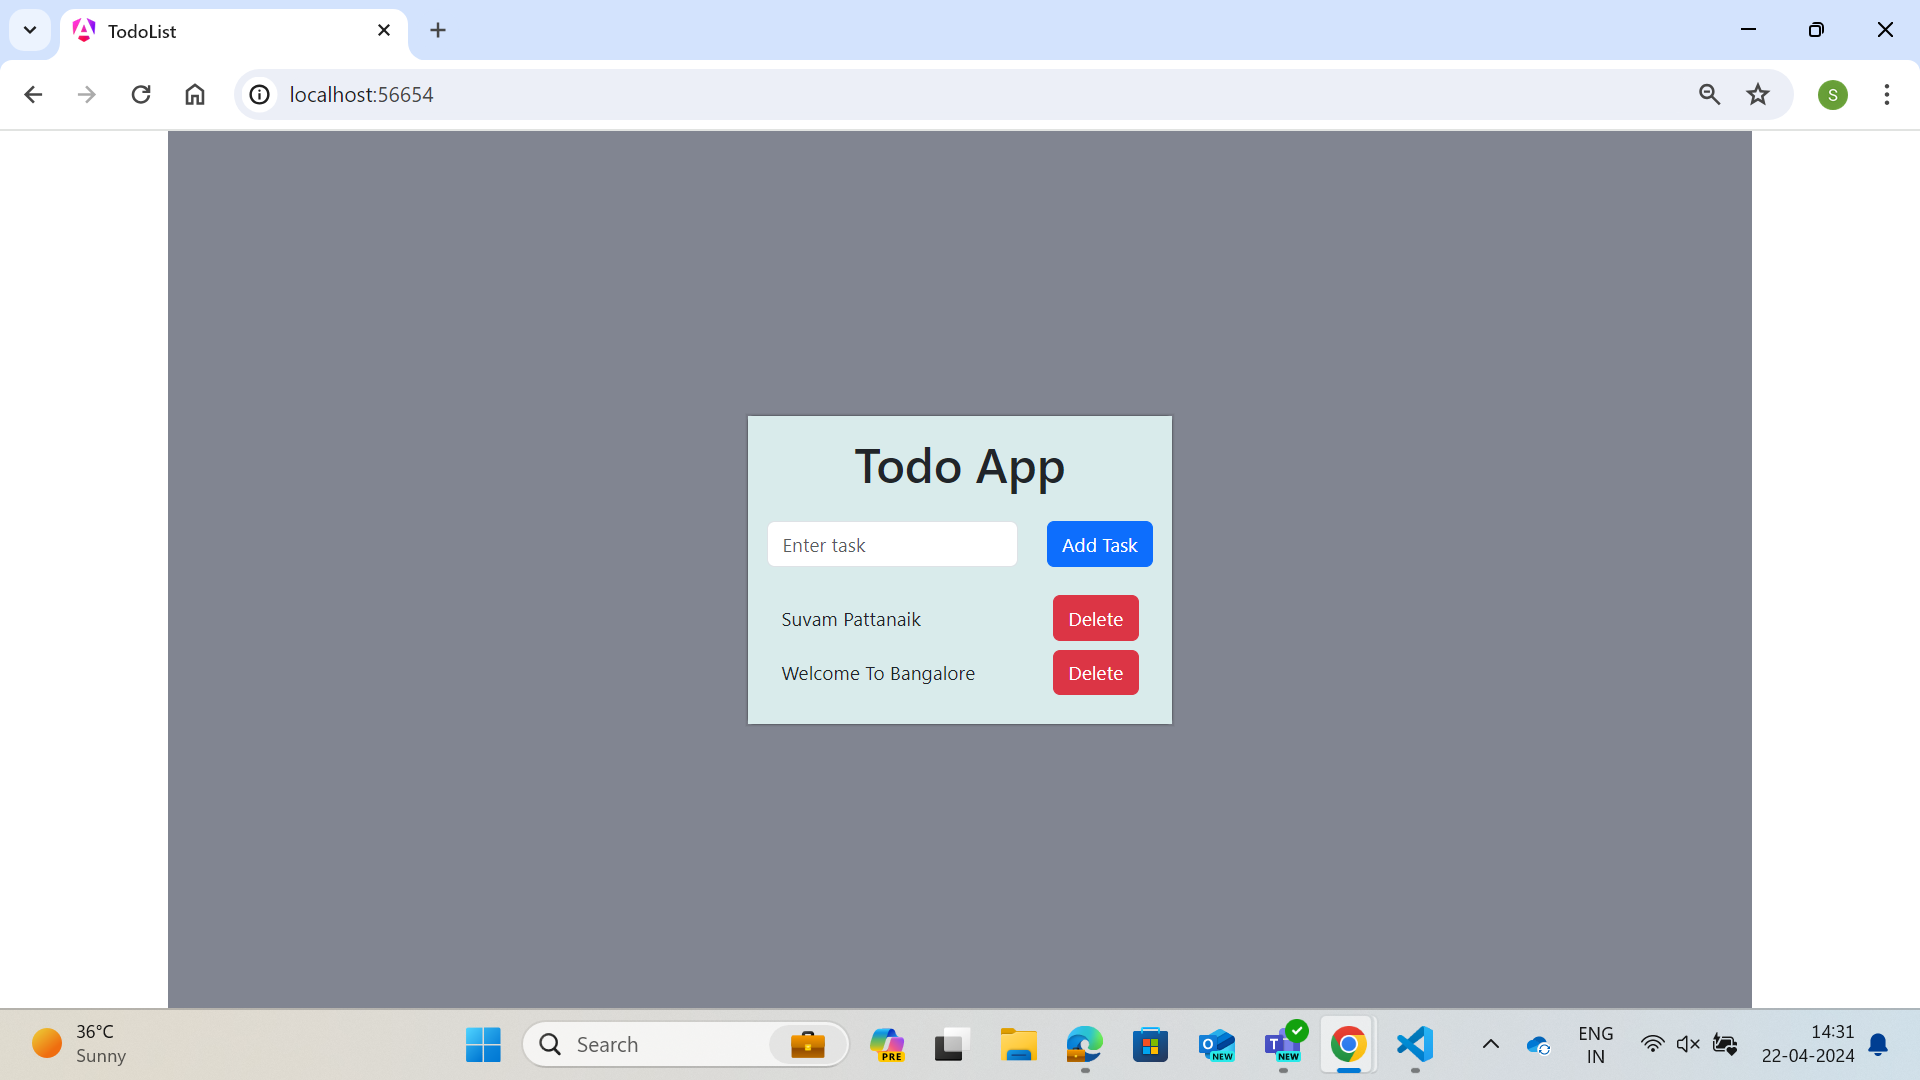 TodoList
localhost:56654
S
Todo App
Enter task
Add Task
Suvam Pattanaik
Delete
Welcome To Bangalore
Delete
36°C
Sunny
Search
PRE
NEW
NEW
ENG
IN
14:31
22-04-2024